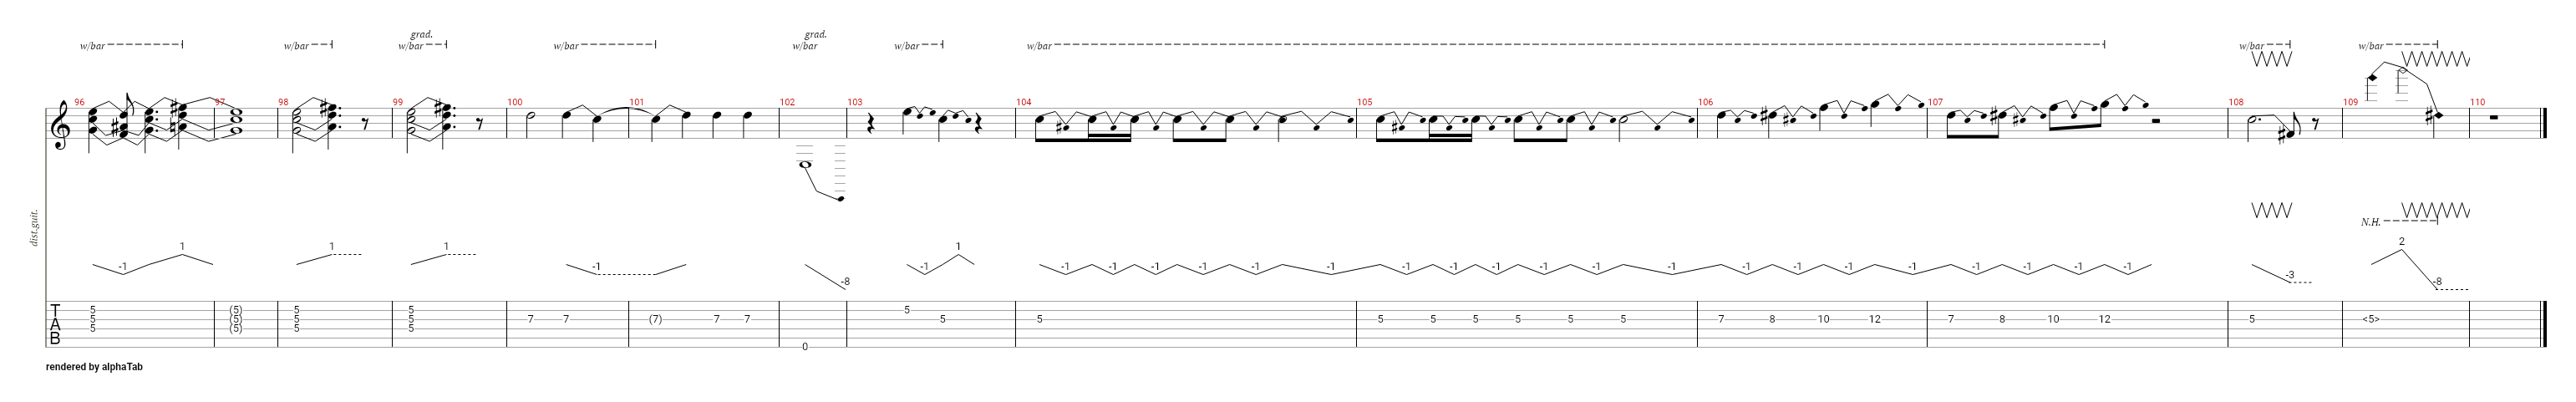 grad. grad.
w/bar w/bar w/bar w/bar w/bar w/bar w/bar w/bar w/bar
96 97 98 99 100 101 102 103 104 105 106 107 108 109 110
dist.guit.
N.H.
1 1 1 1 2
-1 -1 -1 -1 -1 -1 -1 -1 -1 -1 -1 -1 -1 -1 -1 -1 -1 -1 -1 -1 -1 -1 -1
-8 -3 -8
5 (5) 5 5 5
5 (5) 5 5 7 7 (7) 7 7 5 5 5 5 5 5 5 5 7 8 10 12 7 8 10 12 5 <5>
5 (5) 5 5
0
TAB
rendered by alphaTab